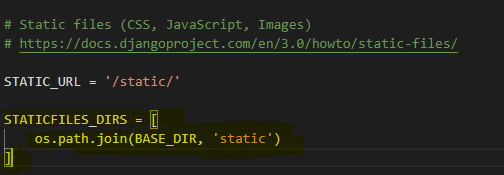 # Static files (CSS, JavaScript, Images)
# https://docs.djangoproject.com/en/3.0/howto/static-files/
STATIC_URL = '/static/'
STATICFILES_DIRS = [
    os.path.join(BASE_DIR, 'static')
]